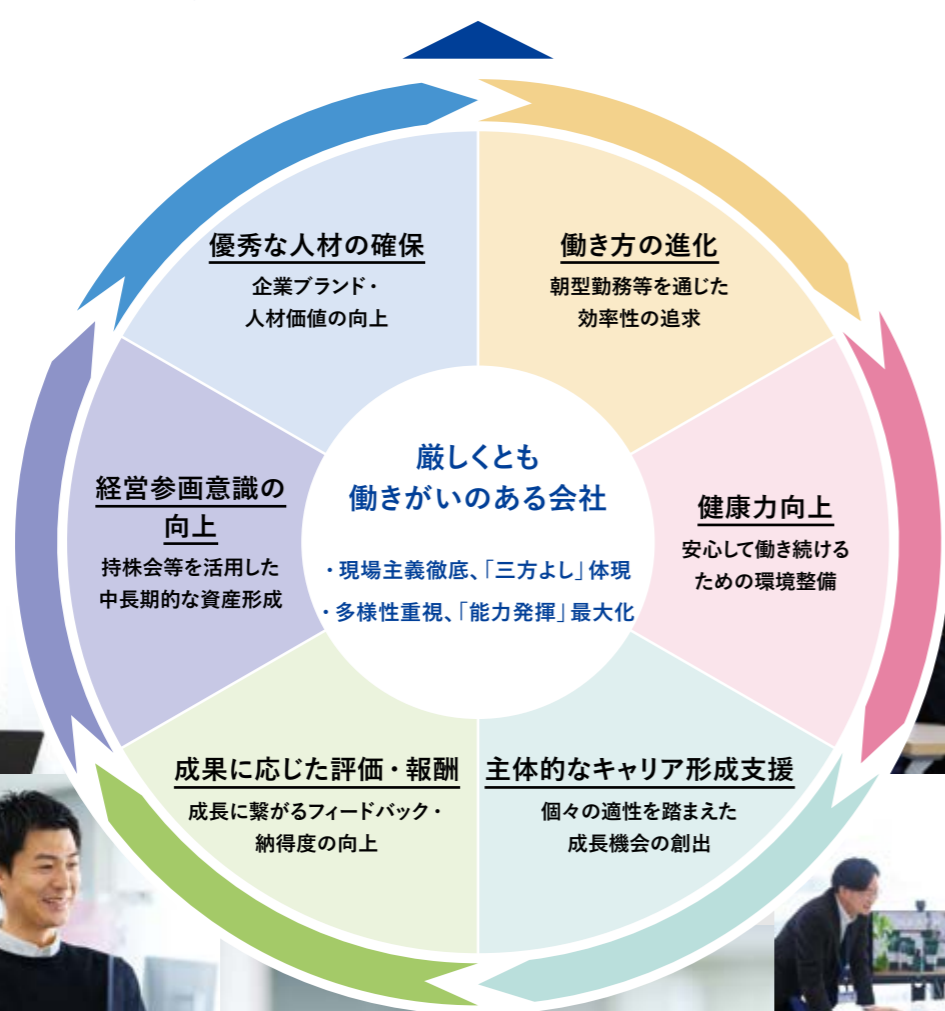 優秀な人材の確保
企業ブランド・
人材価値の向上
働き方の進化
朝型勤務等を通じた
効率性の追求
健康力向上
安心して働き続ける
ための環境整備
主体的なキャリア形成支援
個々の適性を踏まえた
成長機会の創出
成果に応じた評価・報酬
成長に繋がるフィードバック・
納得度の向上
経営参画意識の
向上
持株会等を活用した
中長期的な資産形成
厳しくとも
働きがいのある会社
・現場主義徹底、「三方よし」体現
・多様性重視、「能力発揮」最大化